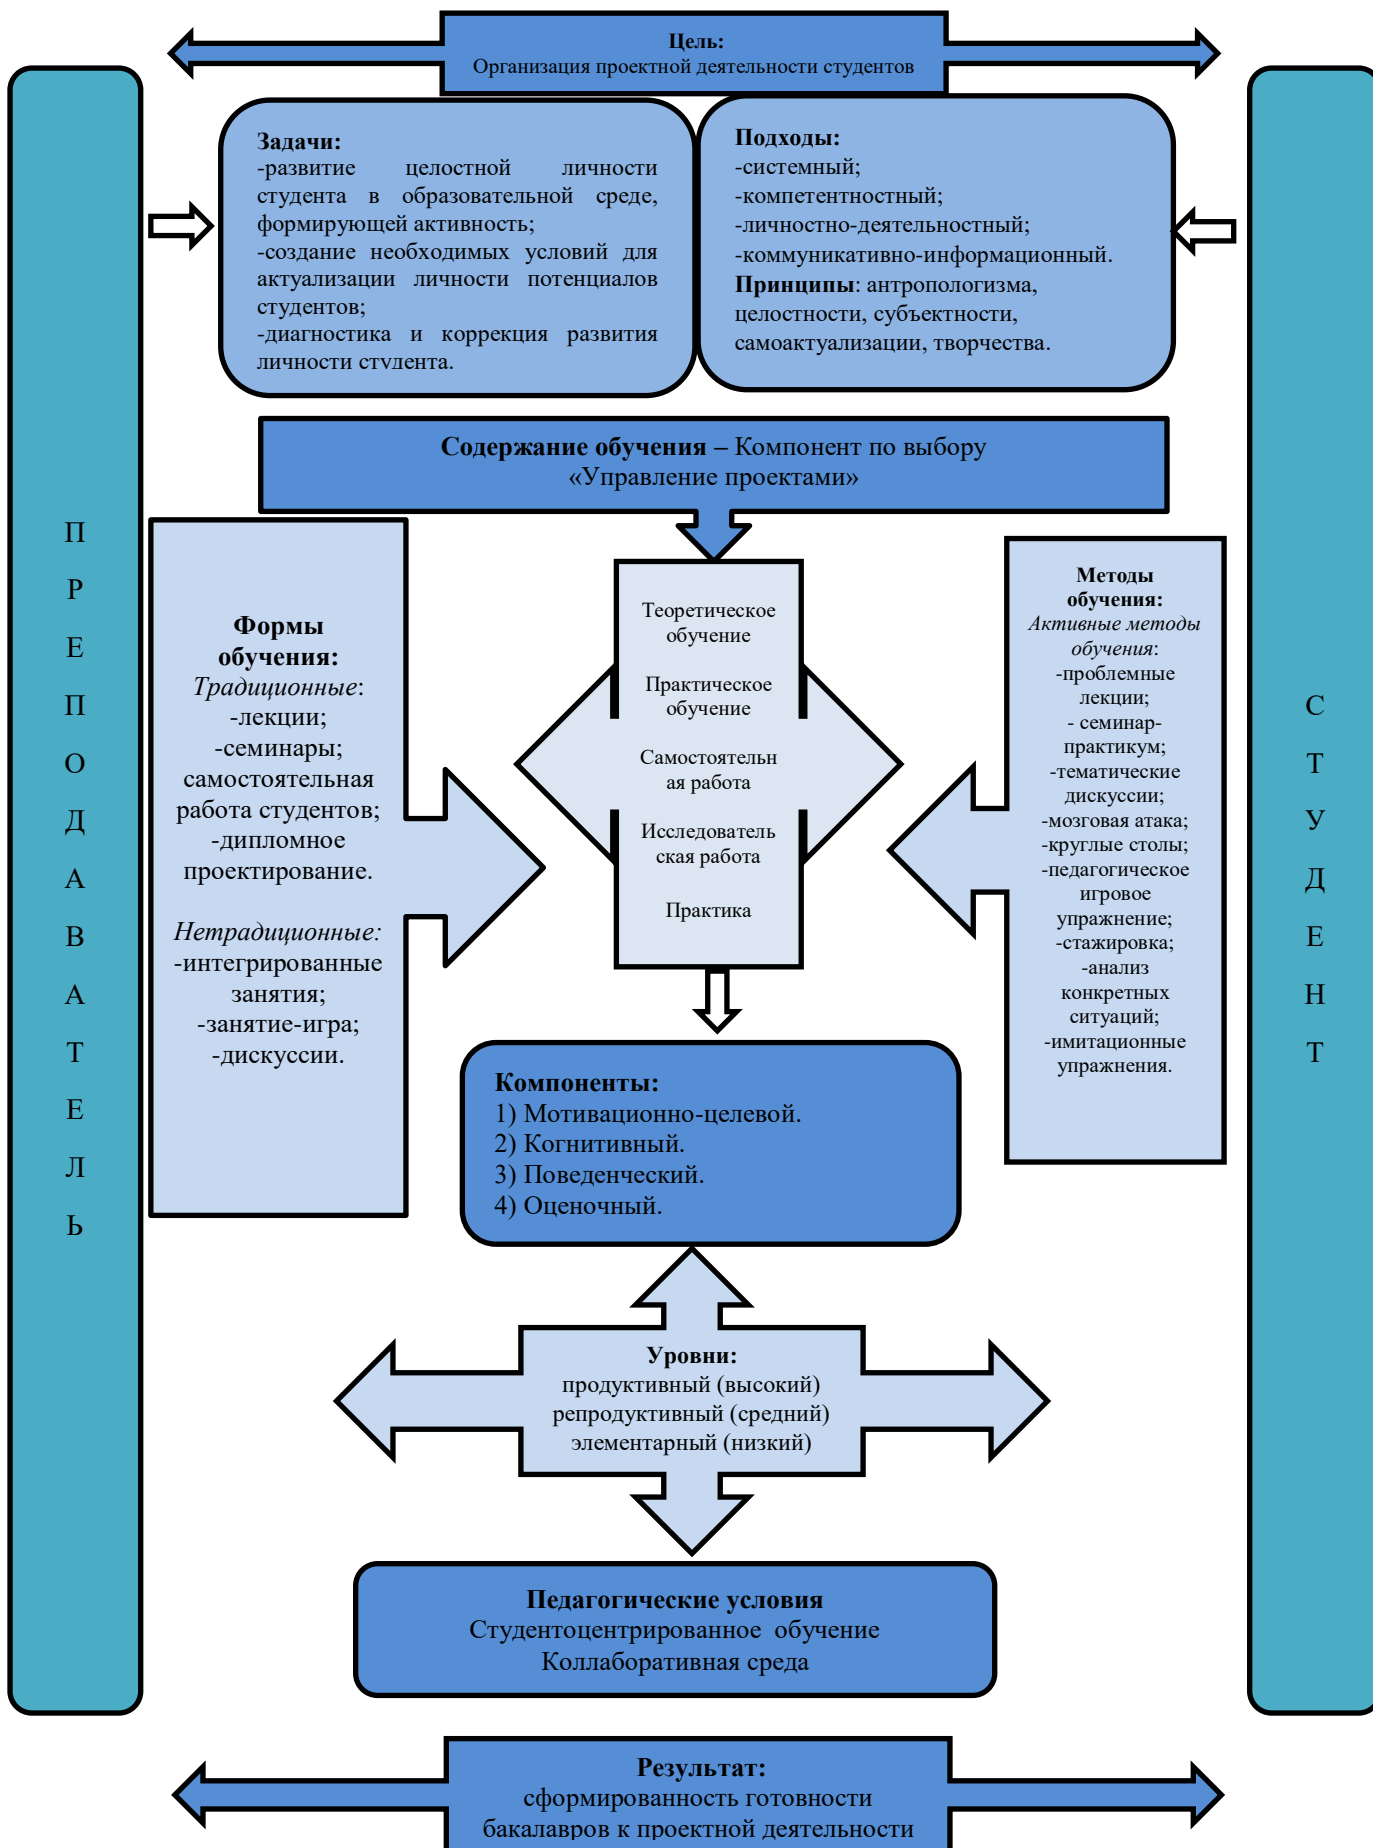 Цель:
Организация проектной деятельности студентов
Задачи:
-развитие целостной личности
студента в образовательной среде,
формирующей активность;
-создание необходимых условий для
актуализации личности потенциалов
студентов;
-диагностика и коррекция развития
личности студента.
Подходы:
-системный;
-компетентностный;
-личностно-деятельностный;
-коммуникативно-информационный.
Принципы: антропологизма,
целостности, субъектности,
самоактуализации, творчества.
Содержание обучения – Компонент по выбору
«Управление проектами»
П
Р
Е
П
О
Д
А
В
А
Т
Е
Л
Ь
Формы
обучения:
Традиционные:
-лекции;
-семинары;
самостоятельная
работа студентов;
-дипломное
проектирование.
Нетрадиционные:
-интегрированные
занятия;
-занятие-игра;
-дискуссии.
Теоретическое
обучение
Практическое
обучение
Самостоятельн
ая работа
Исследователь
ская работа
Практика
Методы
обучения:
Активные методы
обучения:
-проблемные
лекции;
- семинар-
практикум;
-тематические
дискуссии;
-мозговая атака;
-круглые столы;
-педагогическое
игровое
упражнение;
-стажировка;
-анализ
конкретных
ситуаций;
-имитационные
упражнения.
С
Т
У
Д
Е
Н
Т
Компоненты:
1) Мотивационно-целевой.
2) Когнитивный.
3) Поведенческий.
4) Оценочный.
Уровни:
продуктивный (высокий)
репродуктивный (средний)
элементарный (низкий)
Педагогические условия
Студентоцентрированное обучение
Коллаборативная среда
Результат:
сформированность готовности
бакалавров к проектной деятельности